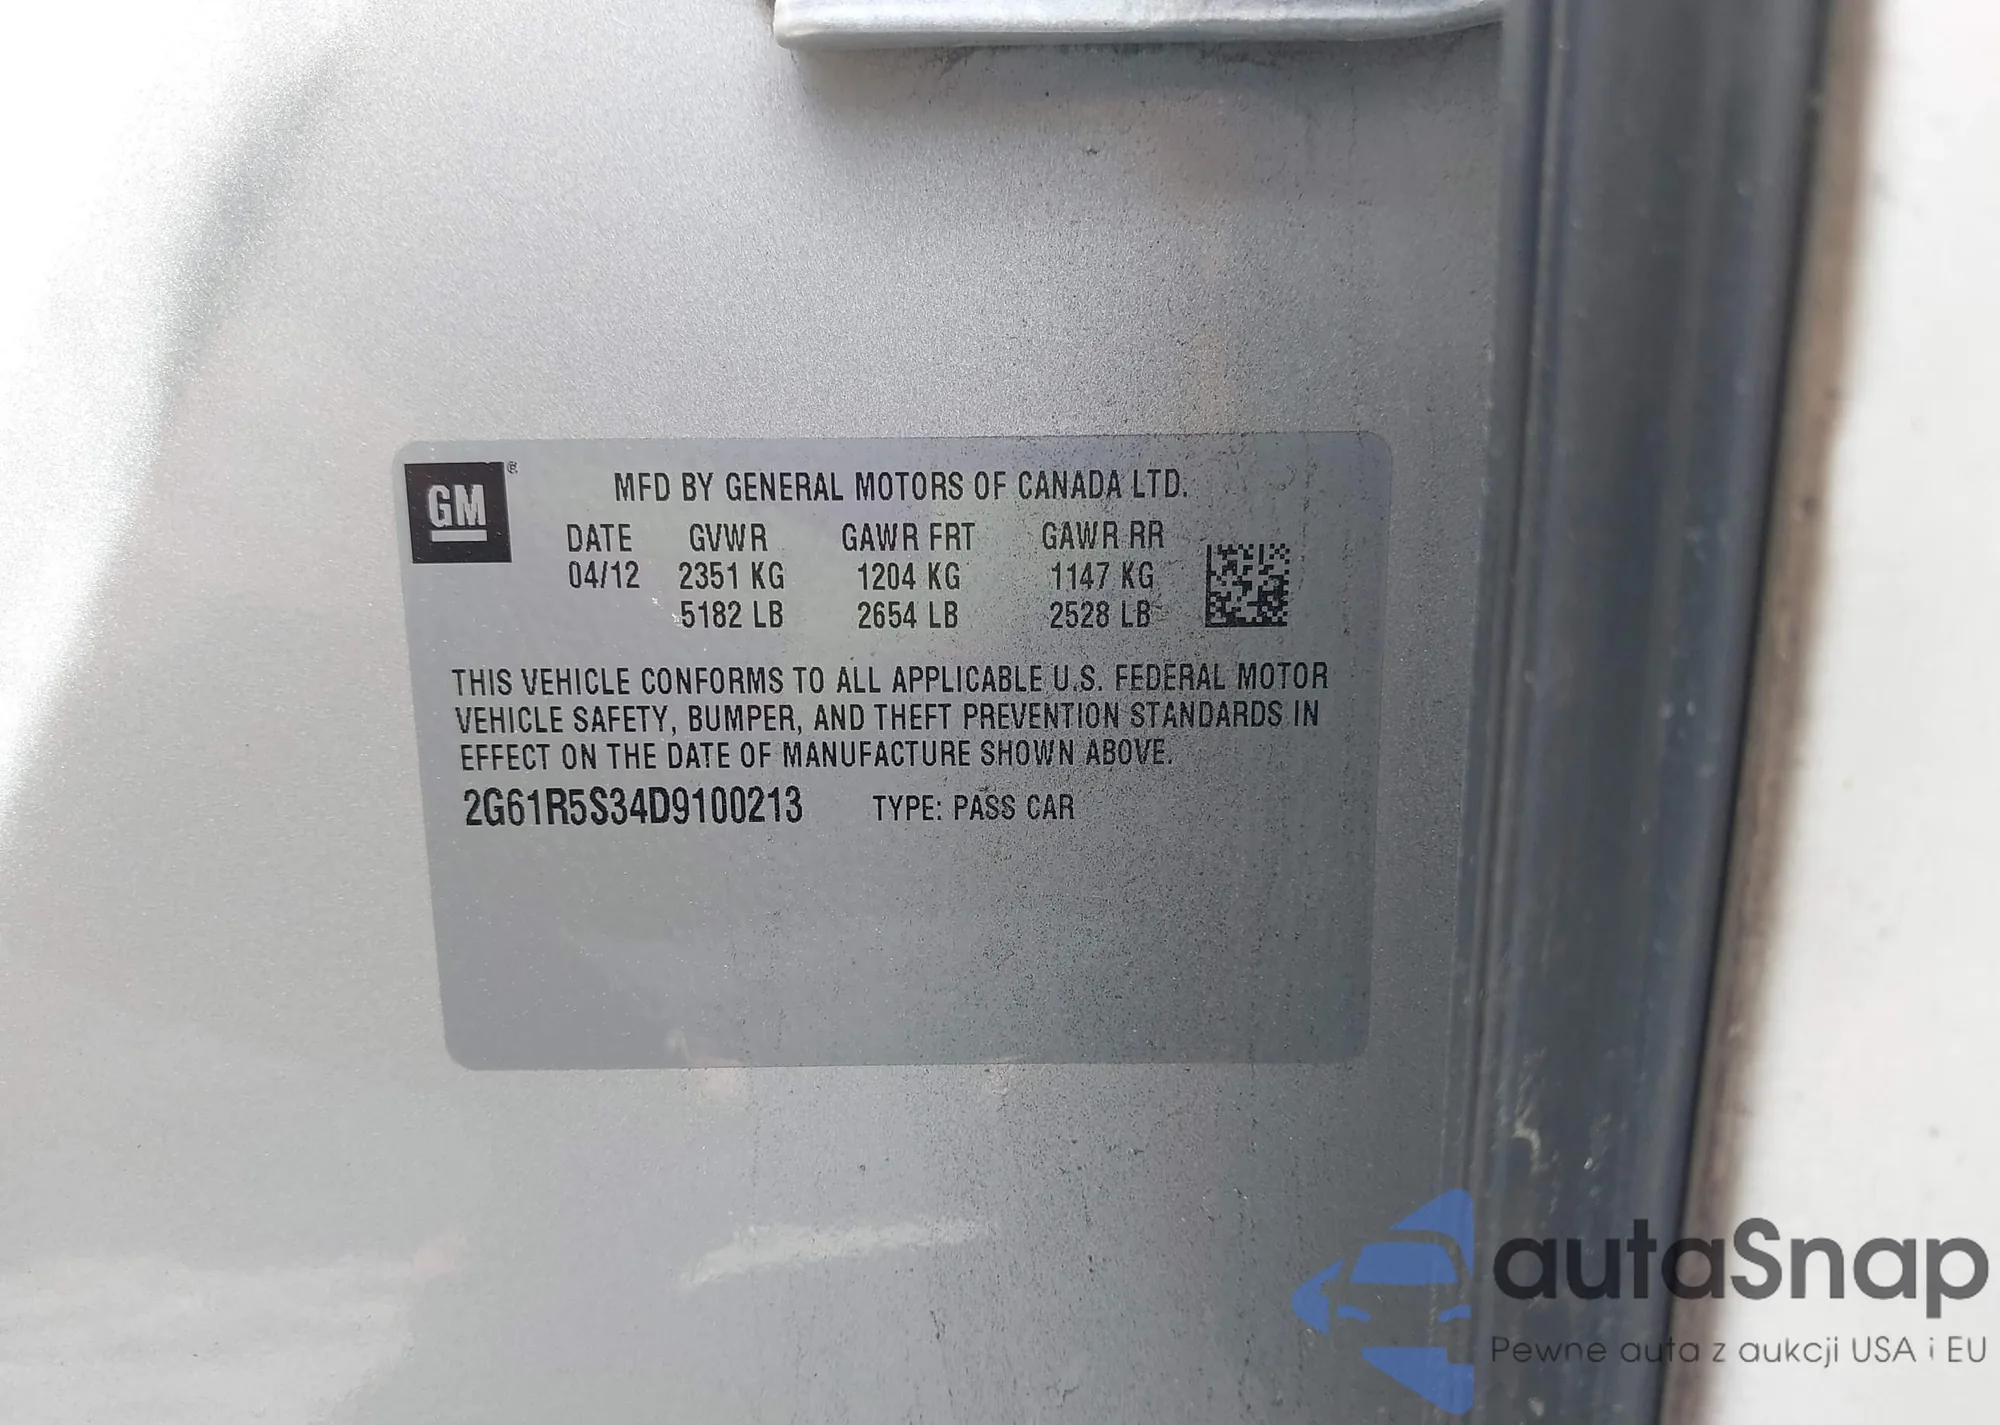 GM ®
MFD BY GENERAL MOTORS OF CANADA LTD.
DATE GVWR GAWR FRT GAWR RR
04/12 2351 KG 1204 KG 1147 KG
5182 LB 2654 LB 2528 LB
THIS VEHICLE CONFORMS TO ALL APPLICABLE U.S. FEDERAL MOTOR
VEHICLE SAFETY, BUMPER, AND THEFT PREVENTION STANDARDS IN
EFFECT ON THE DATE OF MANUFACTURE SHOWN ABOVE.
2G61R5S34D9100213 TYPE: PASS CAR
autaSnap
Pewne auta z aukcji USA i EU